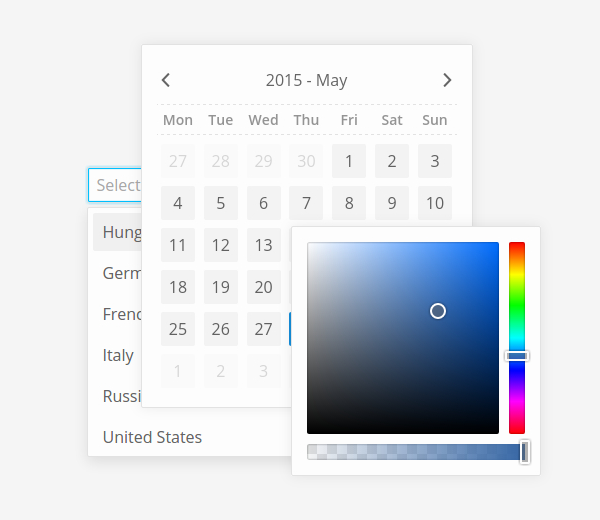 2015 - May
Mon Tue Wed Thu Fri Sat Sun
27 28 29 30 1 2 3
4 5 6 7 8 9 10
11 12 13
18 19 20
25 26 27
1 2 3
Select
Hung
Germ
Frenc
Italy
Russi
United States